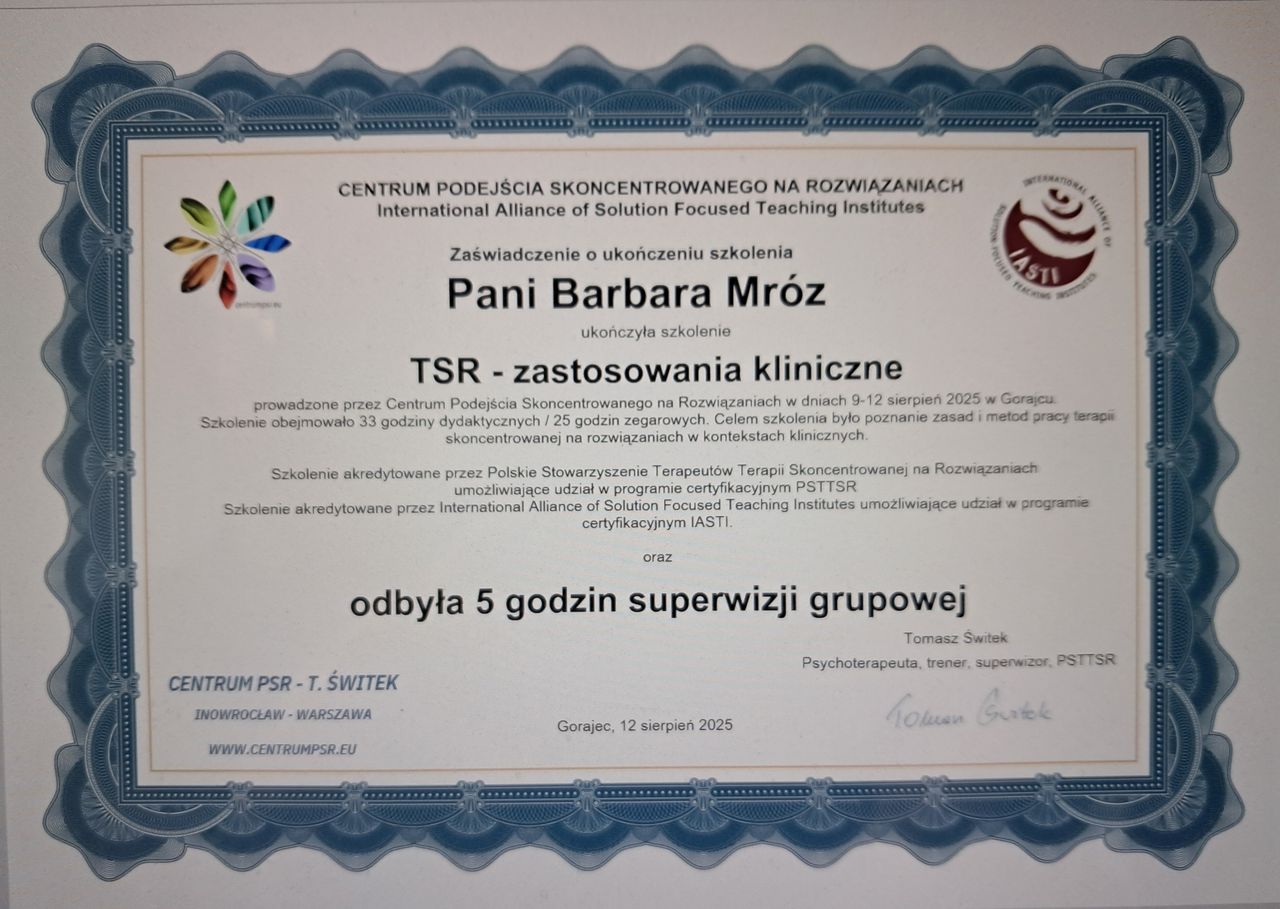 CENTRUM PODEJŚCIA SKONCENTROWANEGO NA ROZWIĄZANIACH
International Alliance of Solution Focused Teaching Institutes
centrumpsr.eu
INTERNATIONAL ALLIANCE OF SOLUTION-FOCUSED TEACHING INSTITUTES
IASTI
Zaświadczenie o ukończeniu szkolenia
Pani Barbara Mróz
ukończyła szkolenie
TSR - zastosowania kliniczne
prowadzone przez Centrum Podejścia Skoncentrowanego na Rozwiązaniach w dniach 9-12 sierpień 2025 w Gorajcu.
Szkolenie obejmowało 33 godziny dydaktycznych / 25 godzin zegarowych. Celem szkolenia było poznanie zasad i metod pracy terapii
skoncentrowanej na rozwiązaniach w kontekstach klinicznych.
Szkolenie akredytowane przez Polskie Stowarzyszenie Terapeutów Terapii Skoncentrowanej na Rozwiązaniach
umożliwiające udział w programie certyfikacyjnym PSTTSR
Szkolenie akredytowane przez International Alliance of Solution Focused Teaching Institutes umożliwiające udział w programie
certyfikacyjnym IASTI.
oraz
odbyła 5 godzin superwizji grupowej
Tomasz Świtek
Psychoterapeuta, trener, superwizor, PSTTSR
CENTRUM PSR - T. ŚWITEK
INOWROCŁAW - WARSZAWA
WWW.CENTRUMPSR.EU
Gorajec, 12 sierpień 2025
Tomasz Świtek